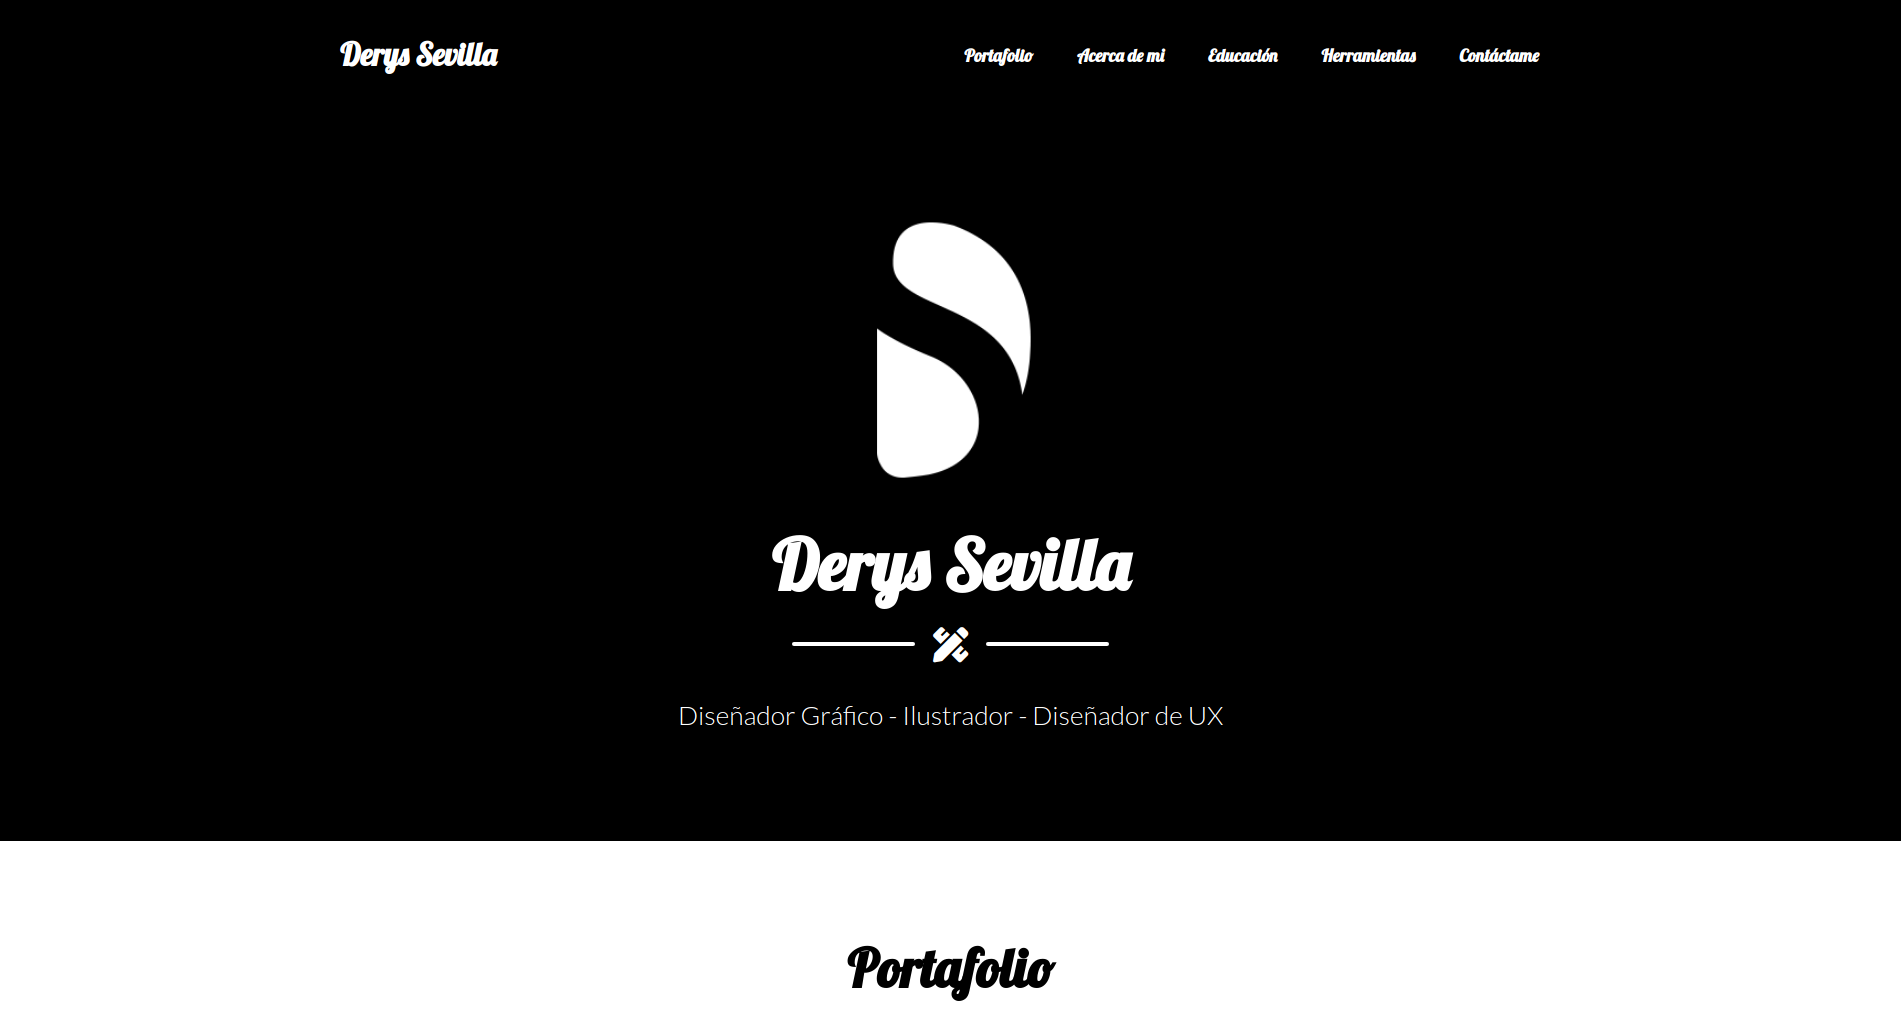 Derys Sevilla
Portafolio
Acerca de mi
Educación
Herramientas
Contáctame
Derys Sevilla
Diseñador Gráfico - Ilustrador - Diseñador de UX
Portafolio